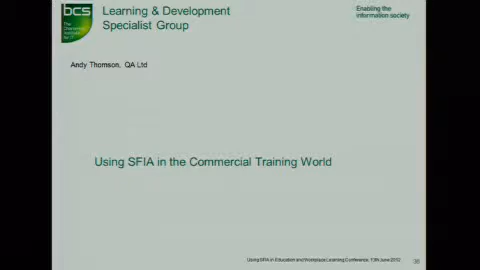 bcs
The
Chartered
Institute
for IT
Learning & Development
Specialist Group
Enabling the
information society
Andy Thomson, QA Ltd
Using SFIA in the Commercial Training World
Using SFIA in Education and Workplace Learning Conference, 13th June 2012